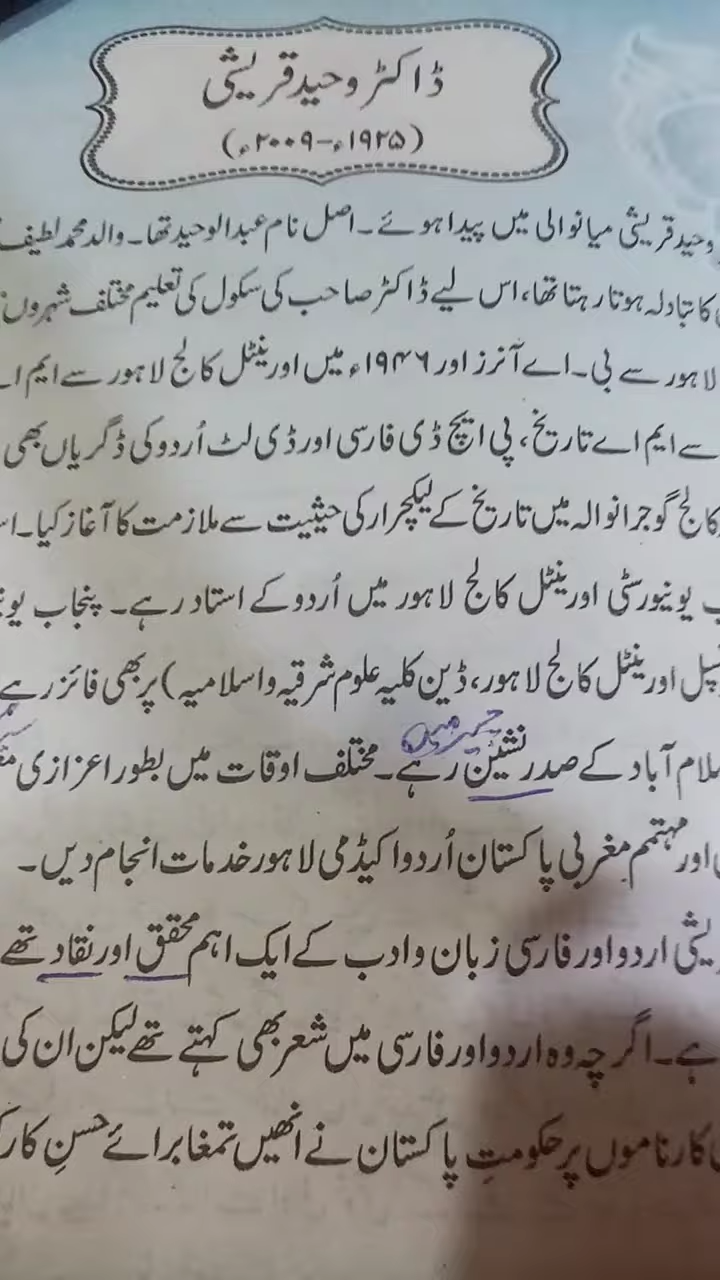 ڈاکٹر وحید قریشی
(۱۹۲۵ء–۲۰۰۹ء)
وحید قریشی میانوالی میں پیدا ہوئے۔ اصل نام عبدالوحید تھا۔ والد محمد لطیف
کا تبادلہ ہوتا رہتا تھا، اس لیے ڈاکٹر صاحب کی سکول کی تعلیم مختلف شہروں
لاہور سے بی۔اے آنرز اور ۱۹۴۶ء میں اورینٹل کالج لاہور سے ایم اے
سے ایم اے تاریخ، پی ایچ ڈی فارسی اور ڈی لٹ اُردو کی ڈگریاں بھی
کالج گوجرانوالہ میں تاریخ کے لیکچرار کی حیثیت سے ملازمت کا آغاز کیا۔
یونیورسٹی اورینٹل کالج لاہور میں اُردو کے استاد رہے۔ پنجاب
اورینٹل کالج لاہور، ڈین کلیہ علوم شرقیہ و اسلامیہ) پر بھی فائز رہے
آباد کے صدر نشین رہے۔ مختلف اوقات میں بطور اعزازی
اور مہتمم مغربی پاکستان اُردو اکیڈمی لاہور خدمات انجام دیں۔
اردو اور فارسی زبان و ادب کے ایک اہم محقق اور نقاد تھے
ہے۔ اگرچہ وہ اردو اور فارسی میں شعر بھی کہتے تھے لیکن ان کی
کارناموں پر حکومتِ پاکستان نے انھیں تمغا برائے حسنِ